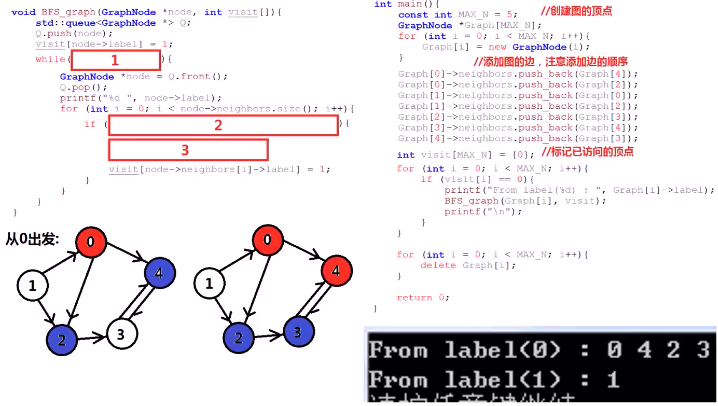 void BFS_graph(GraphNode *node, int visit[]){
std::queue<GraphNode *> Q;
Q.push(node);
visit[node->label] = 1;
while( 1 ){
GraphNode *node = Q.front();
Q.pop();
printf("%d ", node->label);
for (int i = 0; i < node->neighbors.size(); i++){
if ( 2 ){
3
visit[node->neighbors[i]->label] = 1;
}
}
}
}
从0出发:
0
1
4
2
3
0
1
4
2
3
int main(){
const int MAX_N = 5; //创建图的顶点
GraphNode *Graph[MAX_N];
for (int i = 0; i < MAX_N; i++){
Graph[i] = new GraphNode(i);
}
//添加图的边，注意添加边的顺序
Graph[0]->neighbors.push_back(Graph[4]);
Graph[0]->neighbors.push_back(Graph[2]);
Graph[1]->neighbors.push_back(Graph[0]);
Graph[1]->neighbors.push_back(Graph[2]);
Graph[2]->neighbors.push_back(Graph[3]);
Graph[3]->neighbors.push_back(Graph[4]);
Graph[4]->neighbors.push_back(Graph[3]);
int visit[MAX_N] = {0}; //标记已访问的顶点
for (int i = 0; i < MAX_N; i++){
if (visit[i] == 0){
printf("From label(%d) : ", Graph[i]->label);
BFS_graph(Graph[i], visit);
printf("\n");
}
}
for (int i = 0; i < MAX_N; i++){
delete Graph[i];
}
return 0;
}
From label(0) : 0 4 2 3
From label(1) : 1